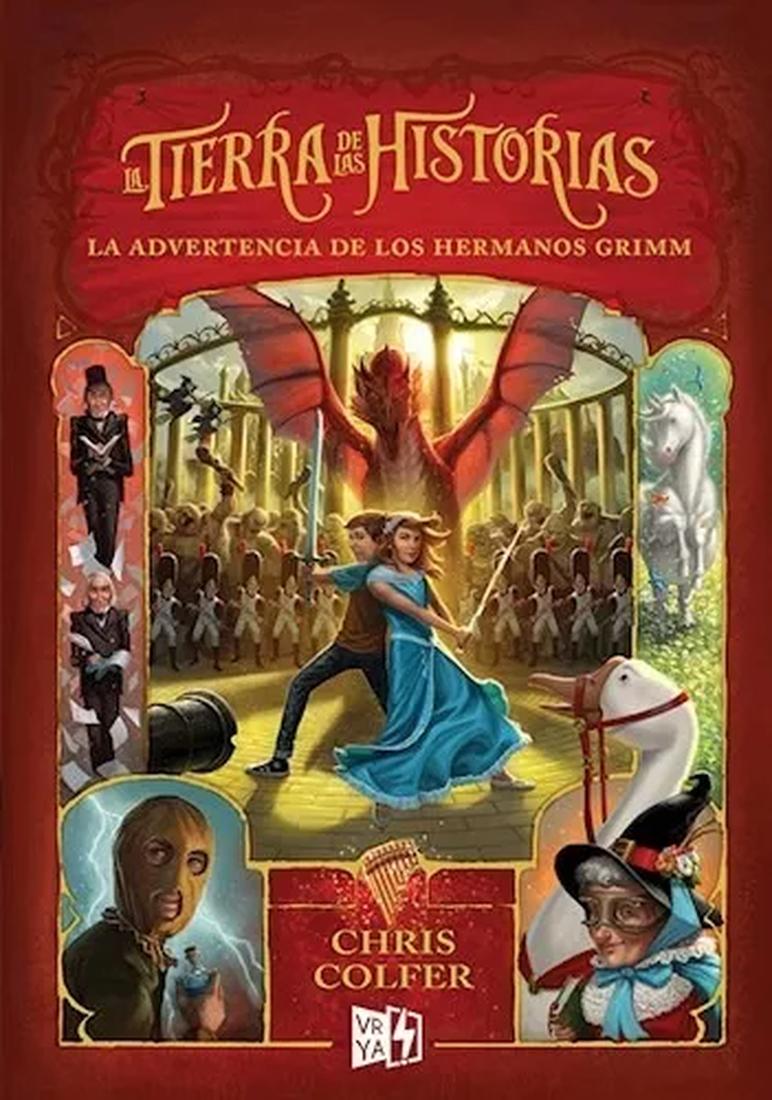 LA TIERRA DE LAS HISTORIAS
LA ADVERTENCIA DE LOS HERMANOS GRIMM
CHRIS
COLFER
VR
YA